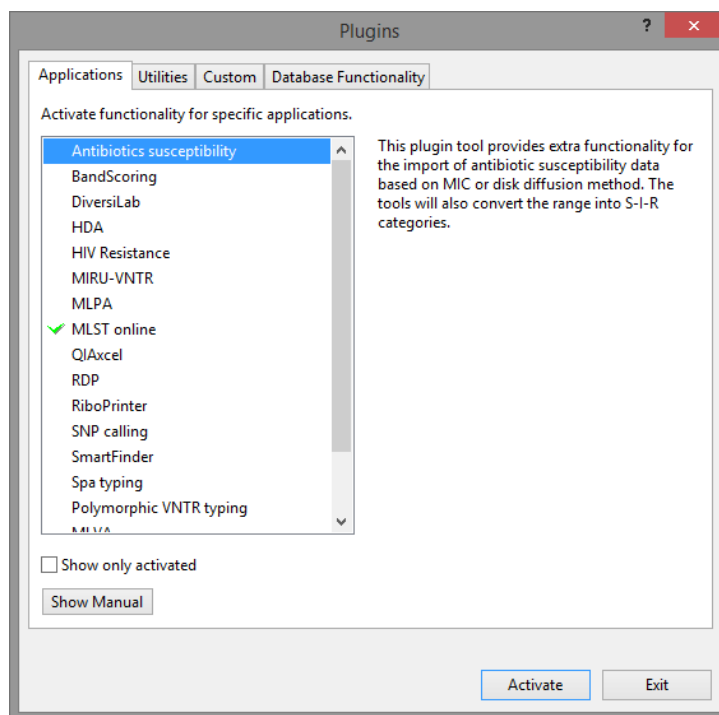 Plugins
?
Applications
Utilities
Custom
Database Functionality
Activate functionality for specific applications.
Antibiotics susceptibility
BandScoring
DiversiLab
HDA
HIV Resistance
MIRU-VNTR
MLPA
MLST online
QIAxcel
RDP
RiboPrinter
SNP calling
SmartFinder
Spa typing
Polymorphic VNTR typing
MLVA
This plugin tool provides extra functionality for
the import of antibiotic susceptibility data
based on MIC or disk diffusion method. The
tools will also convert the range into S-I-R
categories.
Show only activated
Show Manual
Activate
Exit